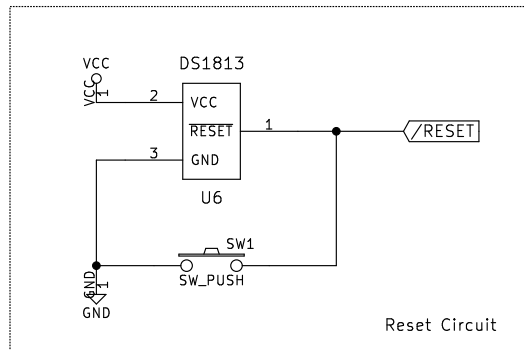 VCC
DS1813
VCC
1
2
VCC
RESET
1
/RESET
3
GND
U6
SW1
SW_PUSH
GND
1
GND
Reset Circuit